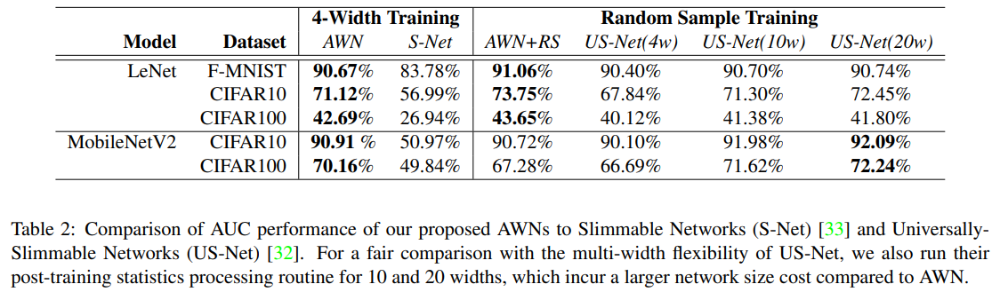 4-Width Training Random Sample Training
Model Dataset AWN S-Net AWN+RS US-Net(4w) US-Net(10w) US-Net(20w)
LeNet F-MNIST 90.67% 83.78% 91.06% 90.40% 90.70% 90.74%
CIFAR10 71.12% 56.99% 73.75% 67.84% 71.30% 72.45%
CIFAR100 42.69% 26.94% 43.65% 40.12% 41.38% 41.80%
MobileNetV2 CIFAR10 90.91 % 50.97% 90.72% 90.10% 91.98% 92.09%
CIFAR100 70.16% 49.84% 67.28% 66.69% 71.62% 72.24%
Table 2: Comparison of AUC performance of our proposed AWNs to Slimmable Networks (S-Net) [33] and Universally-
Slimmable Networks (US-Net) [32]. For a fair comparison with the multi-width flexibility of US-Net, we also run their
post-training statistics processing routine for 10 and 20 widths, which incur a larger network size cost compared to AWN.